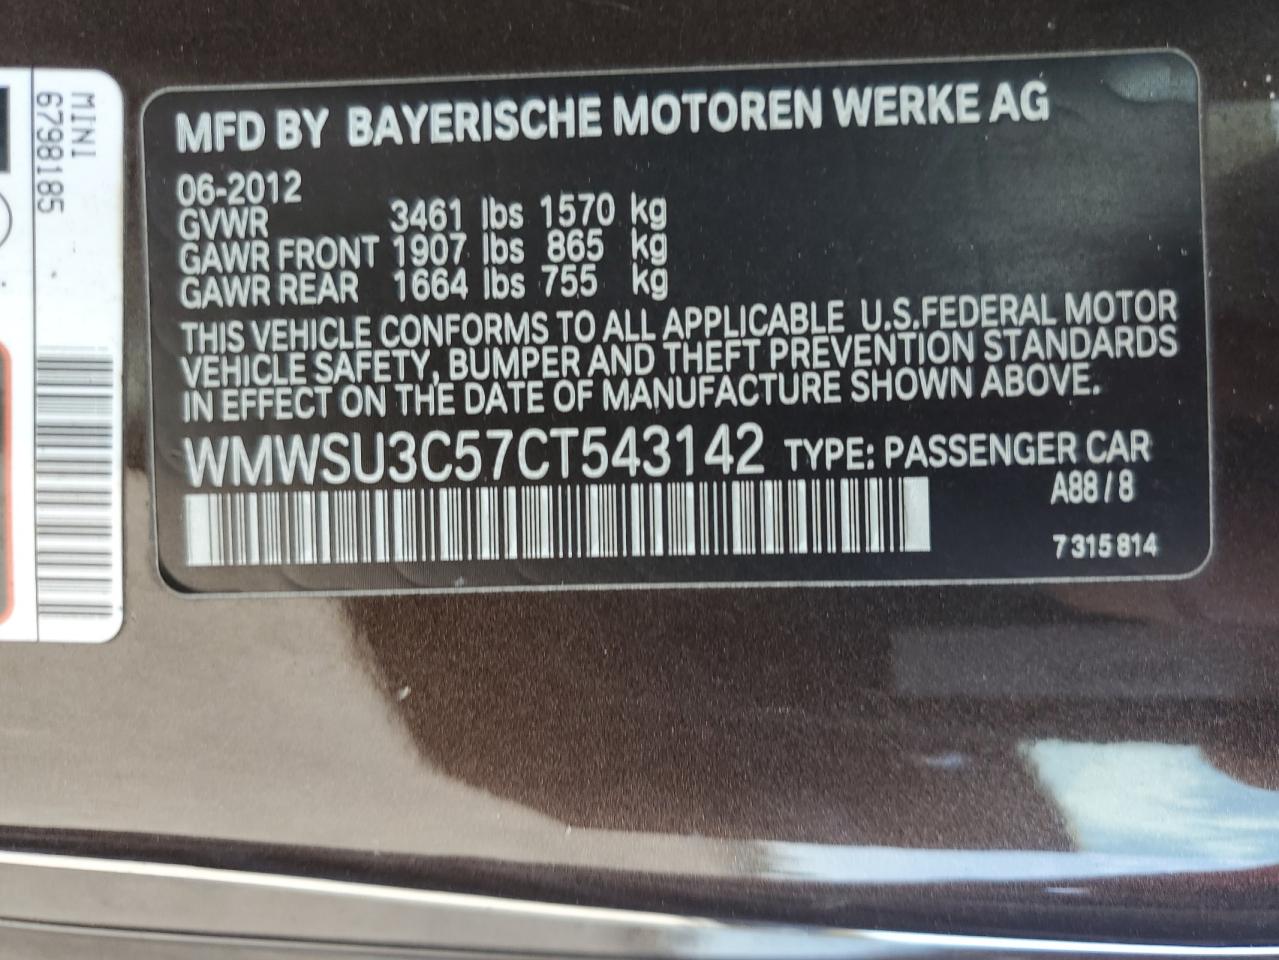 MINI
6798185
MFD BY BAYERISCHE MOTOREN WERKE AG
06-2012
GVWR 3461 lbs 1570 kg
GAWR FRONT 1907 lbs 865 kg
GAWR REAR 1664 lbs 755 kg
THIS VEHICLE CONFORMS TO ALL APPLICABLE U.S.FEDERAL MOTOR
VEHICLE SAFETY, BUMPER AND THEFT PREVENTION STANDARDS
IN EFFECT ON THE DATE OF MANUFACTURE SHOWN ABOVE.
WMWSU3C57CT543142 TYPE: PASSENGER CAR
A88/8
7315814